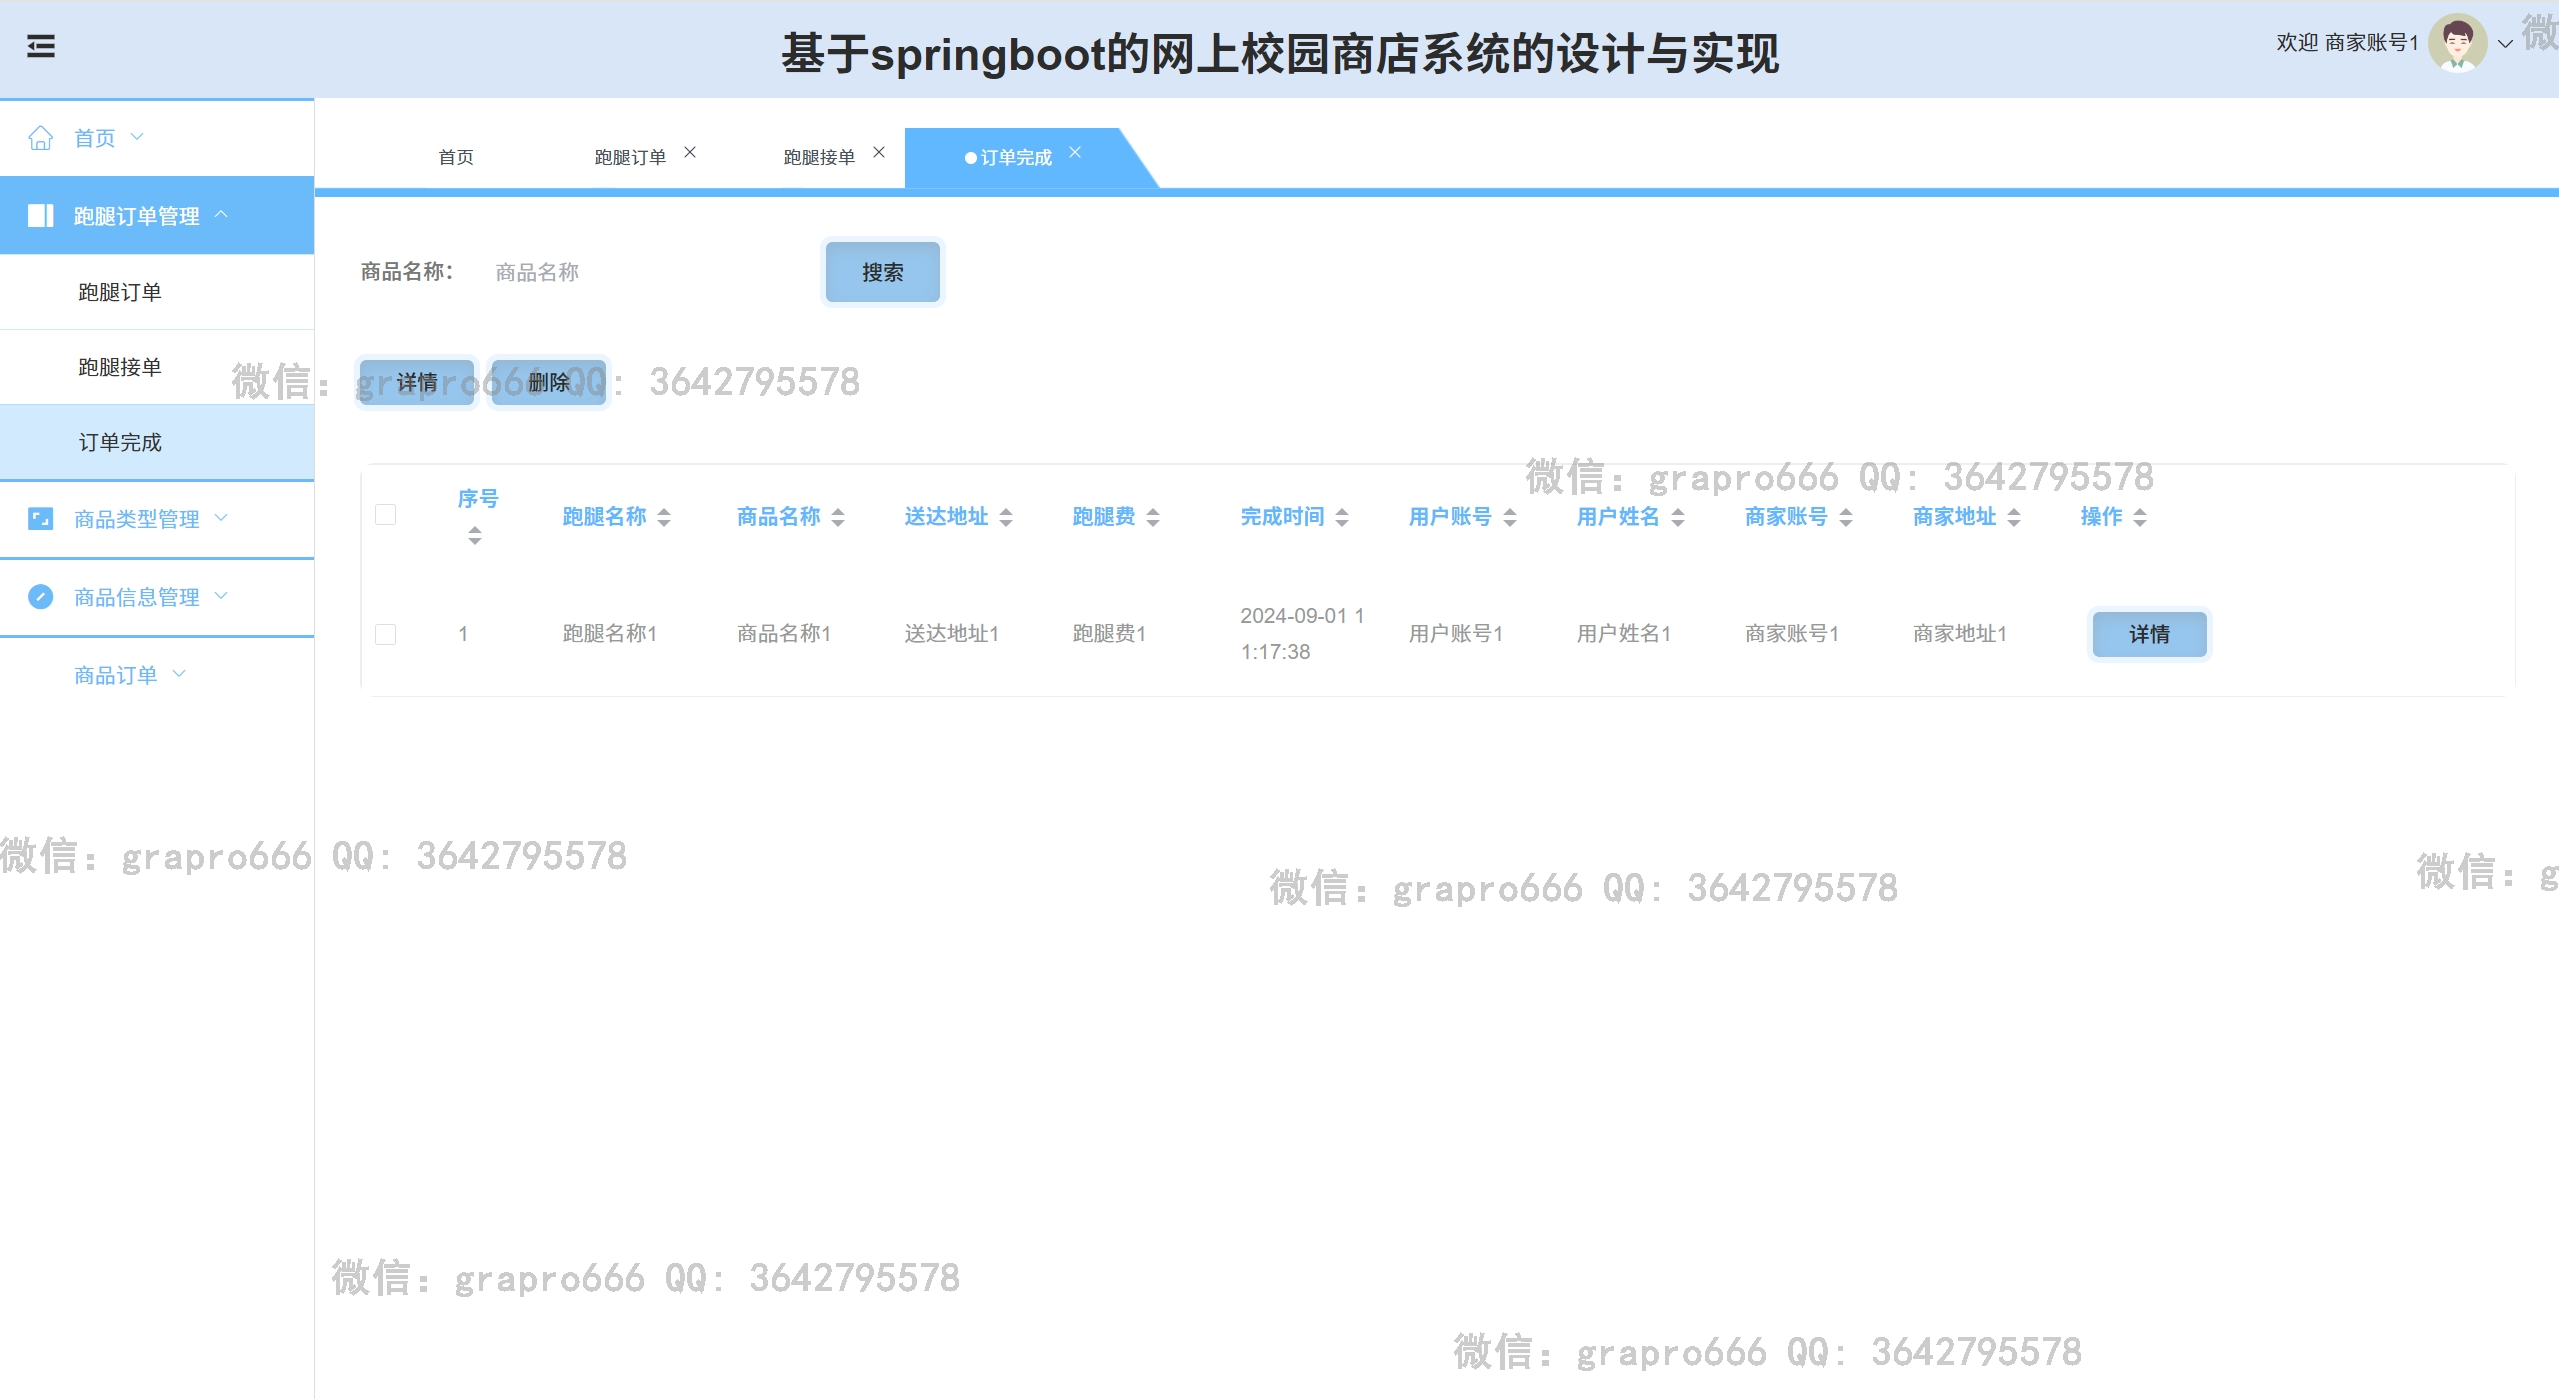 基于springboot的网上校园商店系统的设计与实现
欢迎 商家账号1
微
首页
跑腿订单管理
跑腿订单
跑腿接单
订单完成
商品类型管理
商品信息管理
商品订单
首页 跑腿订单 跑腿接单 订单完成
商品名称： 商品名称 搜索
详情 删除
微信：grapro666 QQ: 3642795578
微信：grapro666 QQ: 3642795578
序号 跑腿名称 商品名称 送达地址 跑腿费 完成时间 用户账号 用户姓名 商家账号 商家地址 操作
1 跑腿名称1 商品名称1 送达地址1 跑腿费1 2024-09-01 1
1:17:38 用户账号1 用户姓名1 商家账号1 商家地址1 详情
微信：grapro666 QQ: 3642795578
微信：grapro666 QQ: 3642795578
微信：g
微信：grapro666 QQ: 3642795578
微信：grapro666 QQ: 3642795578